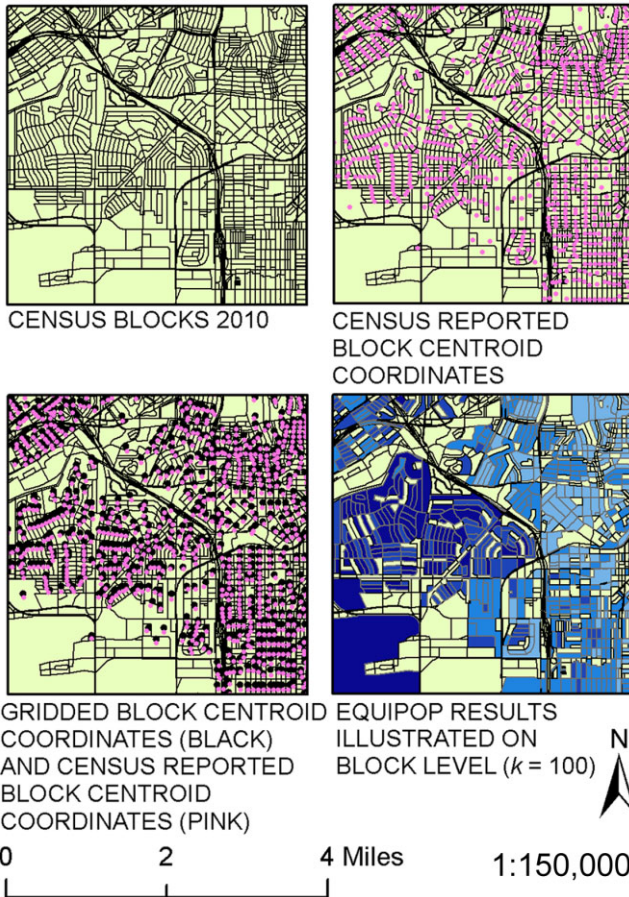 CENSUS BLOCKS 2010
CENSUS REPORTED
BLOCK CENTROID
COORDINATES
GRIDDED BLOCK CENTROID
COORDINATES (BLACK)
AND CENSUS REPORTED
BLOCK CENTROID
COORDINATES (PINK)
EQUIPOP RESULTS
ILLUSTRATED ON
BLOCK LEVEL (k = 100)
N
0 2 4 Miles
1:150,000